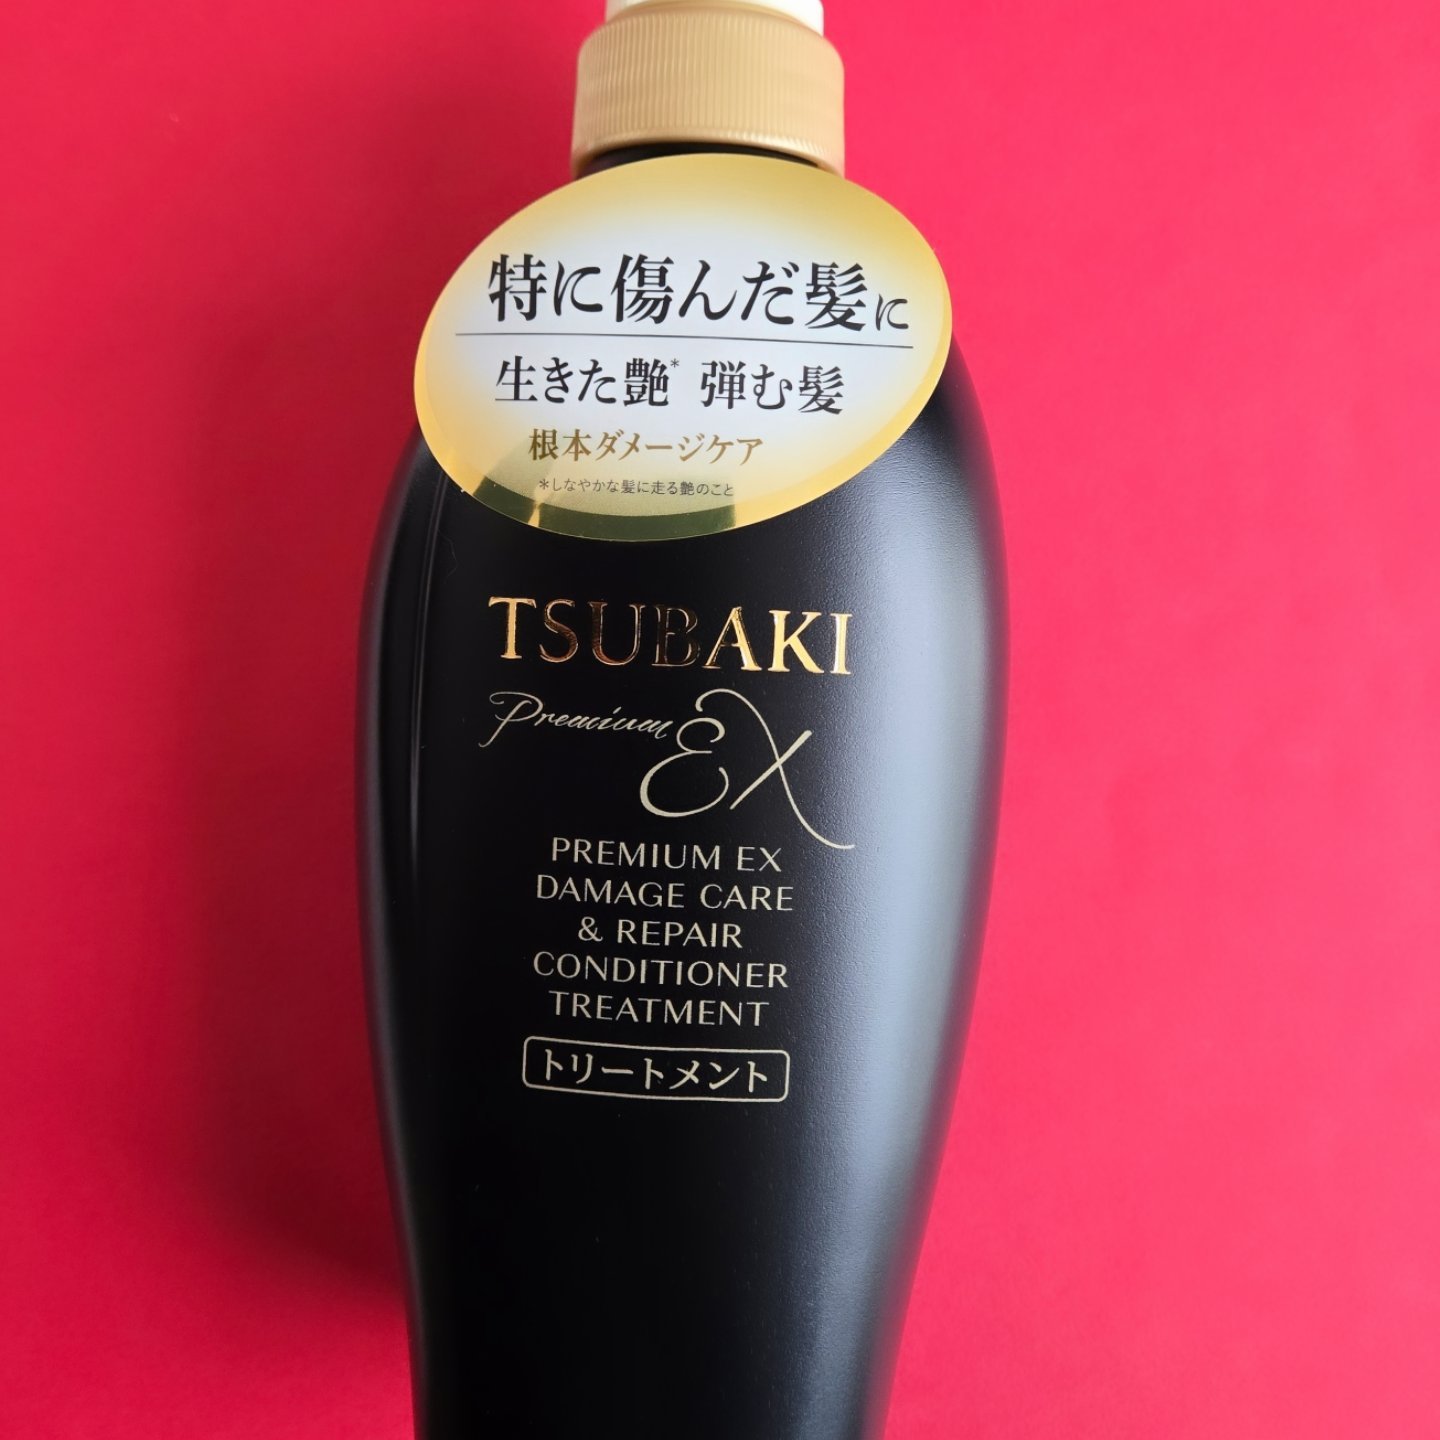 特に傷んだ髪に
生きた艶* 弾む髪
根本ダメージケア
*しなやかな髪に走る艶のこと
TSUBAKI
Premium EX
PREMIUM EX
DAMAGE CARE
& REPAIR
CONDITIONER
TREATMENT
トリートメント